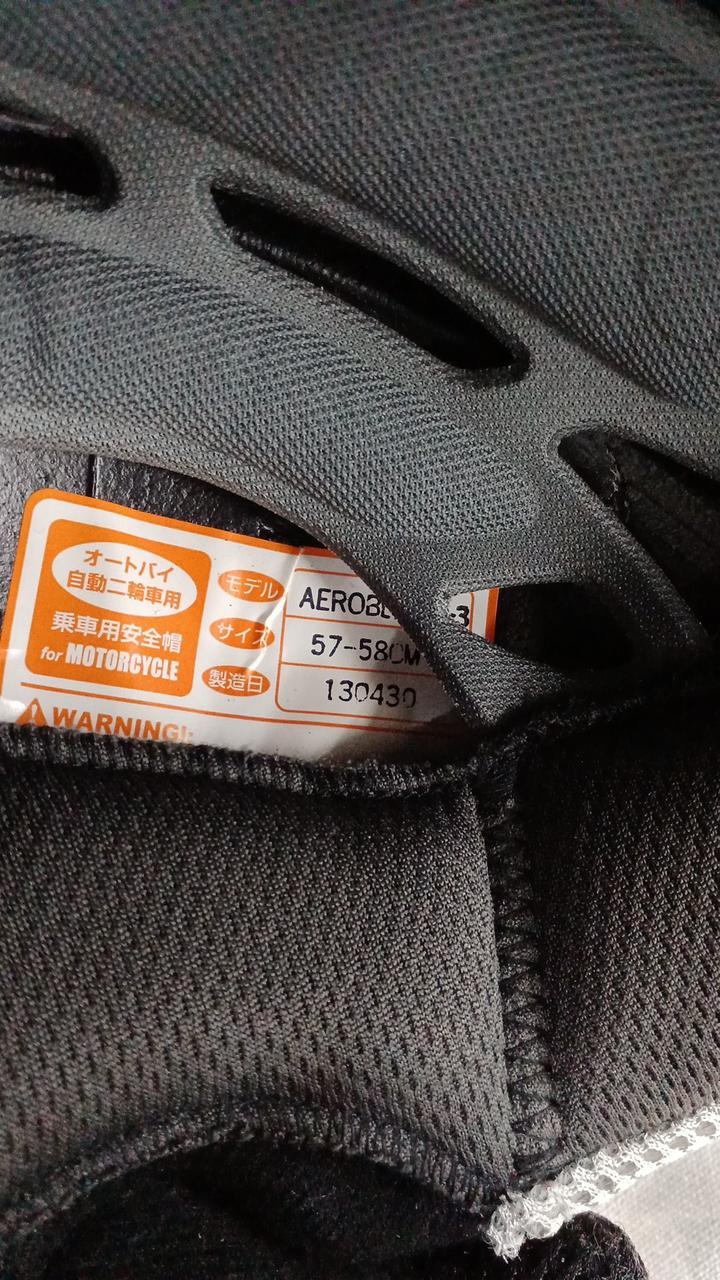 オートバイ
自動二輪車用
乗車用安全帽
for MOTORCYCLE
モデル
サイズ 57-58CM
製造日 130430
WARNING!